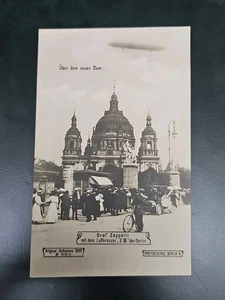 Über dem neuen Dom.
Original Aufnahme 1909
Graf Zeppelin
mit dem Luftkreuzer „Z III" über Berlin
PHOTOCHEMIE, BERLIN